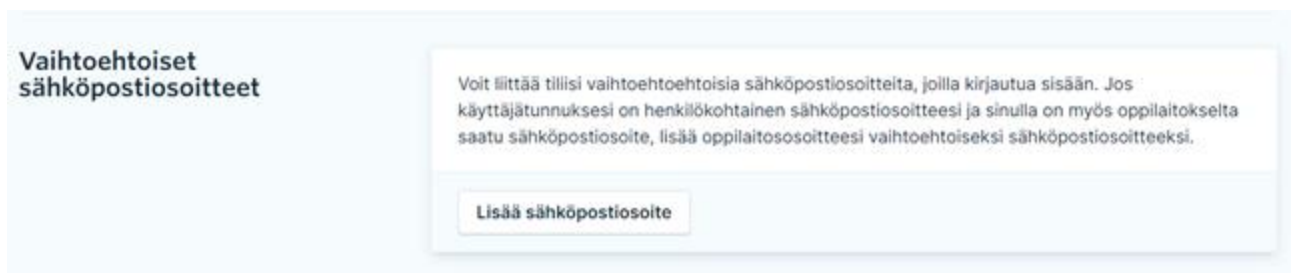 Vaihtoehtoiset
sähköpostiosoitteet
Voit liittää tiliisi vaihtoehtoehtoisia sähköpostiosoitteita, joilla kirjautua sisään. Jos
käyttäjätunnuksesi on henkilökohtainen sähköpostiosoitteesi ja sinulla on myös oppilaitokselta
saatu sähköpostiosoite, lisää oppilaitososoitteesi vaihtoehtoiseksi sähköpostiosoitteeksi.
Lisää sähköpostiosoite